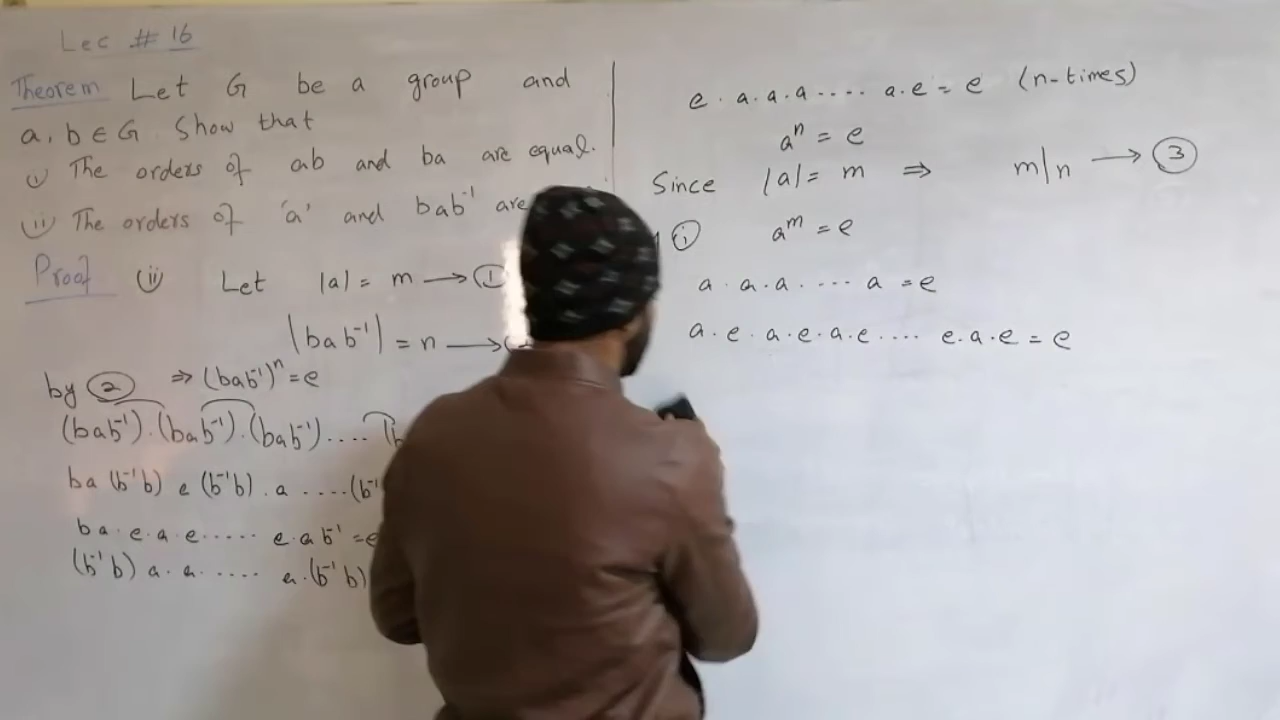 Lec # 16
Theorem Let G be a group and
a, b ∈ G. Show that
(i) The orders of ab and ba are equal.
(ii) The orders of 'a' and bab⁻¹ are
Proof (ii) Let |a| = m → ①
|bab⁻¹| = n →
by ② ⇒ (bab⁻¹)ⁿ = e
(bab⁻¹).(bab⁻¹).(bab⁻¹)....
ba (b⁻¹b) e (b⁻¹b) . a .....(b⁻¹
ba. e. a. e..... e. a b⁻¹ = e
(b⁻¹b) a. a. ..... a. (b⁻¹b)
e. a. a. a .... a. e = e (n-times)
aⁿ = e
Since |a| = m ⇒ m|n → ③
① aᵐ = e
a. a. a. .... a = e
a. e. a. e. a. e. .... e. a. e = e